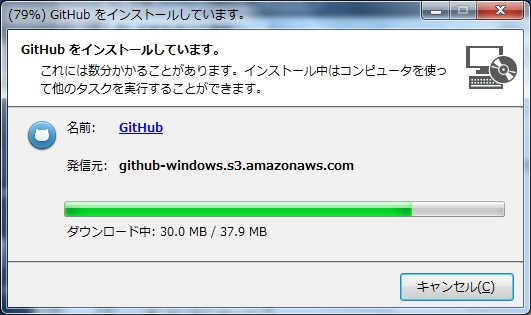 (79%) GitHub をインストールしています。
GitHub をインストールしています。
これには数分かかることがあります。インストール中はコンピュータを使っ
て他のタスクを実行することができます。
名前: GitHub
発信元: github-windows.s3.amazonaws.com
ダウンロード中: 30.0 MB / 37.9 MB
キャンセル(C)